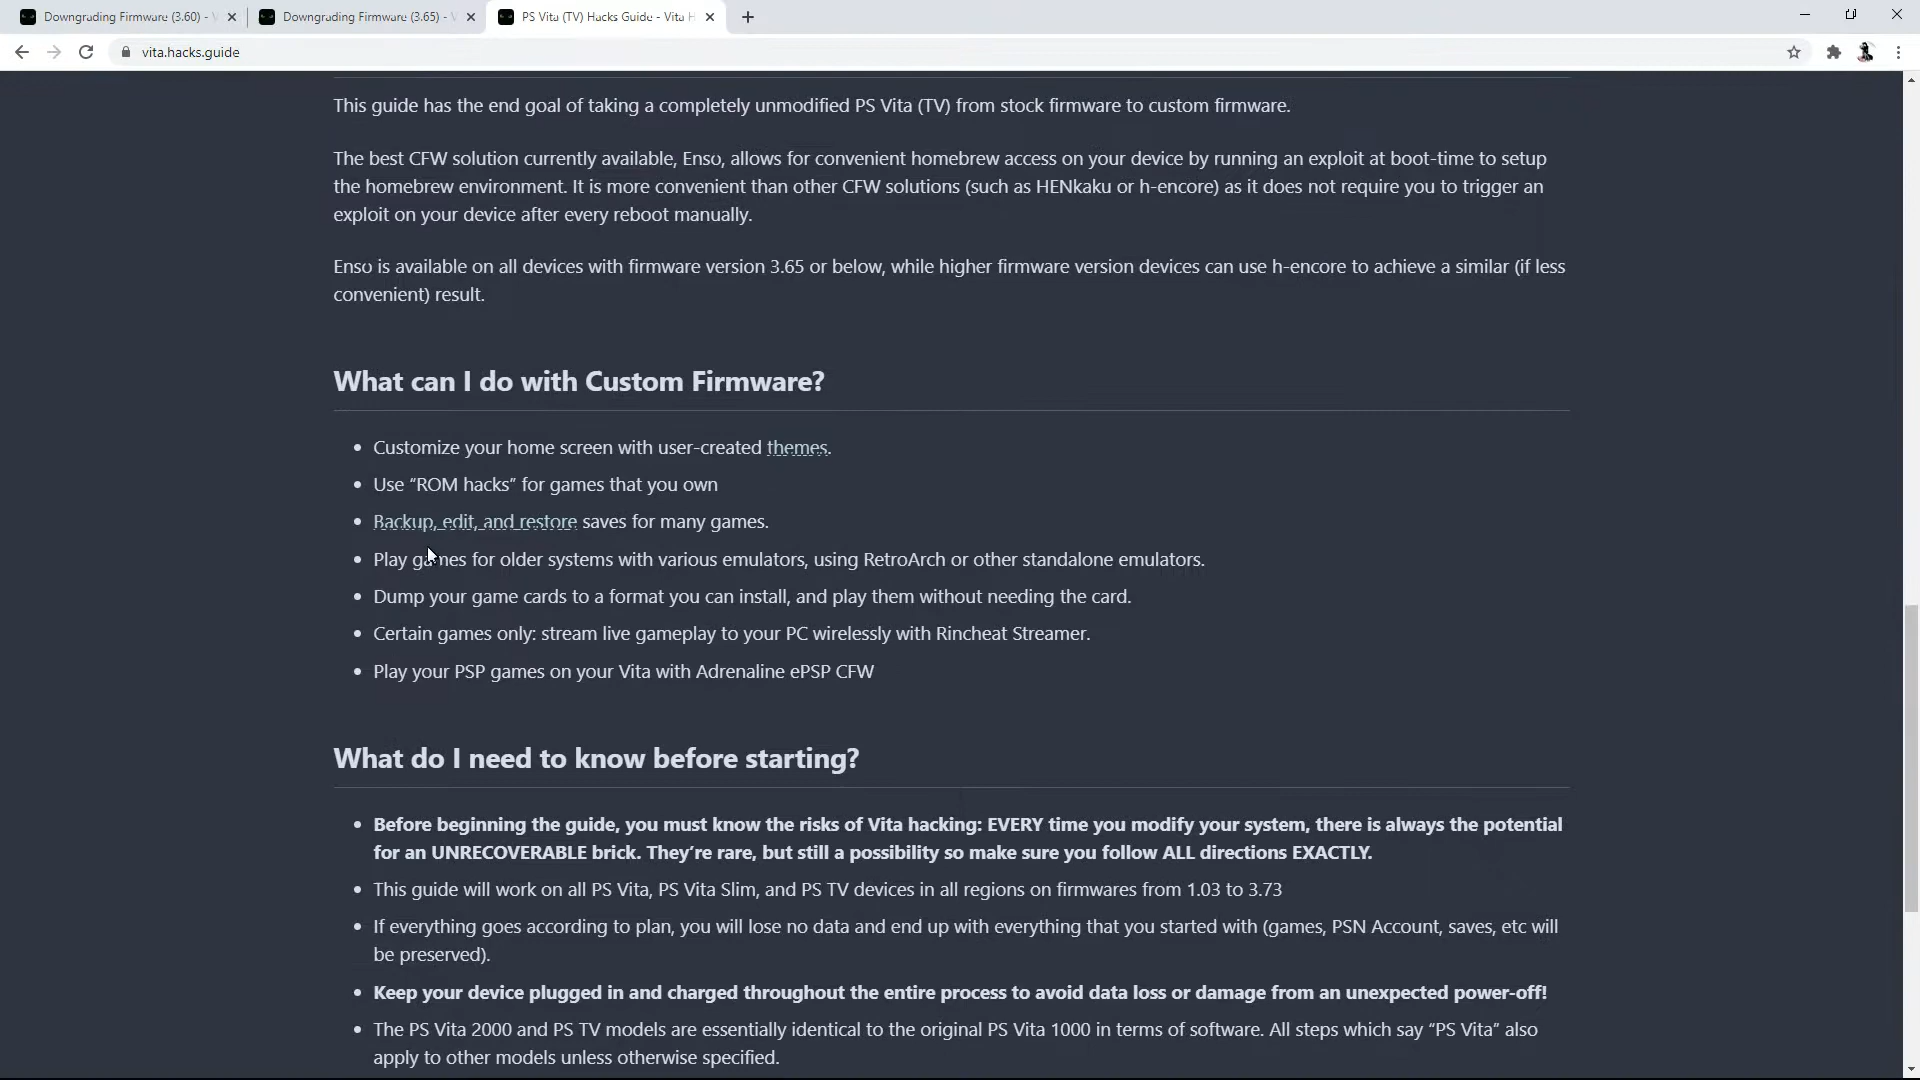 Downgrading Firmware (3.60) -
Downgrading Firmware (3.65) -
PS Vita (TV) Hacks Guide - Vita H
vita.hacks.guide
This guide has the end goal of taking a completely unmodified PS Vita (TV) from stock firmware to custom firmware.
The best CFW solution currently available, Enso, allows for convenient homebrew access on your device by running an exploit at boot-time to setup
the homebrew environment. It is more convenient than other CFW solutions (such as HENkaku or h-encore) as it does not require you to trigger an
exploit on your device after every reboot manually.
Enso is available on all devices with firmware version 3.65 or below, while higher firmware version devices can use h-encore to achieve a similar (if less
convenient) result.
What can I do with Custom Firmware?
• Customize your home screen with user-created themes.
• Use “ROM hacks” for games that you own
• Backup, edit, and restore saves for many games.
• Play games for older systems with various emulators, using RetroArch or other standalone emulators.
• Dump your game cards to a format you can install, and play them without needing the card.
• Certain games only: stream live gameplay to your PC wirelessly with Rincheat Streamer.
• Play your PSP games on your Vita with Adrenaline ePSP CFW
What do I need to know before starting?
• Before beginning the guide, you must know the risks of Vita hacking: EVERY time you modify your system, there is always the potential
for an UNRECOVERABLE brick. They’re rare, but still a possibility so make sure you follow ALL directions EXACTLY.
• This guide will work on all PS Vita, PS Vita Slim, and PS TV devices in all regions on firmwares from 1.03 to 3.73
• If everything goes according to plan, you will lose no data and end up with everything that you started with (games, PSN Account, saves, etc will
be preserved).
• Keep your device plugged in and charged throughout the entire process to avoid data loss or damage from an unexpected power-off!
• The PS Vita 2000 and PS TV models are essentially identical to the original PS Vita 1000 in terms of software. All steps which say “PS Vita” also
apply to other models unless otherwise specified.